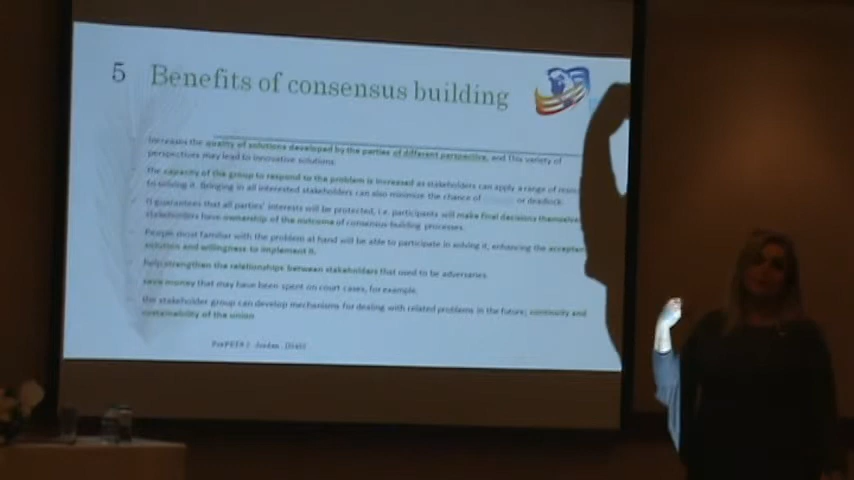 5 Benefits of consensus building
Increases the quality of solutions developed by the parties of different perspective, and this variety of
perspectives may lead to innovative solutions.
the capacity of the group to respond to the problem is increased as stakeholders can apply a range of
to solving it. Bringing in all interested stakeholders can also minimize the chance of or deadlock.
It guarantees that all parties' interests will be protected, i.e. participants will make final decisions
stakeholders have ownership of the outcome of consensus building processes.
People most familiar with the problem at hand will be able to participate in solving it, enhancing the
solution and willingness to implement it.
help strengthen the relationships between stakeholders that used to be adversaries
save money that may have been spent on court cases, for example.
the stakeholder group can develop mechanisms for dealing with related problems in the future; continuity and
sustainability of the union
Jordan